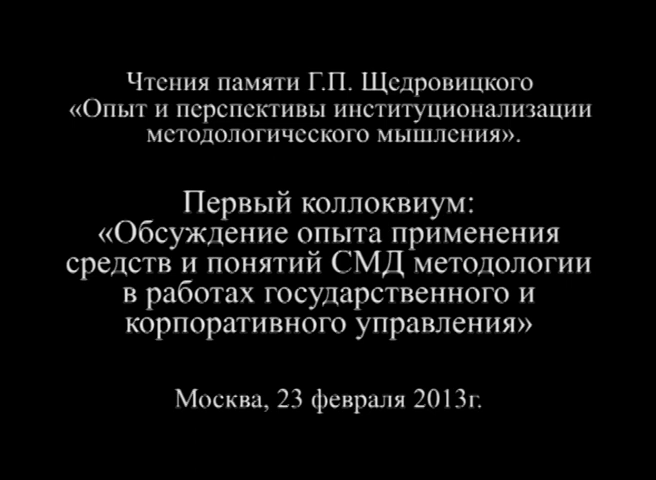 Чтения памяти Г.П. Щедровицкого
«Опыт и перспективы институционализации
методологического мышления».
Первый коллоквиум:
«Обсуждение опыта применения
средств и понятий СМД методологии
в работах государственного и
корпоративного управления»
Москва, 23 февраля 2013г.